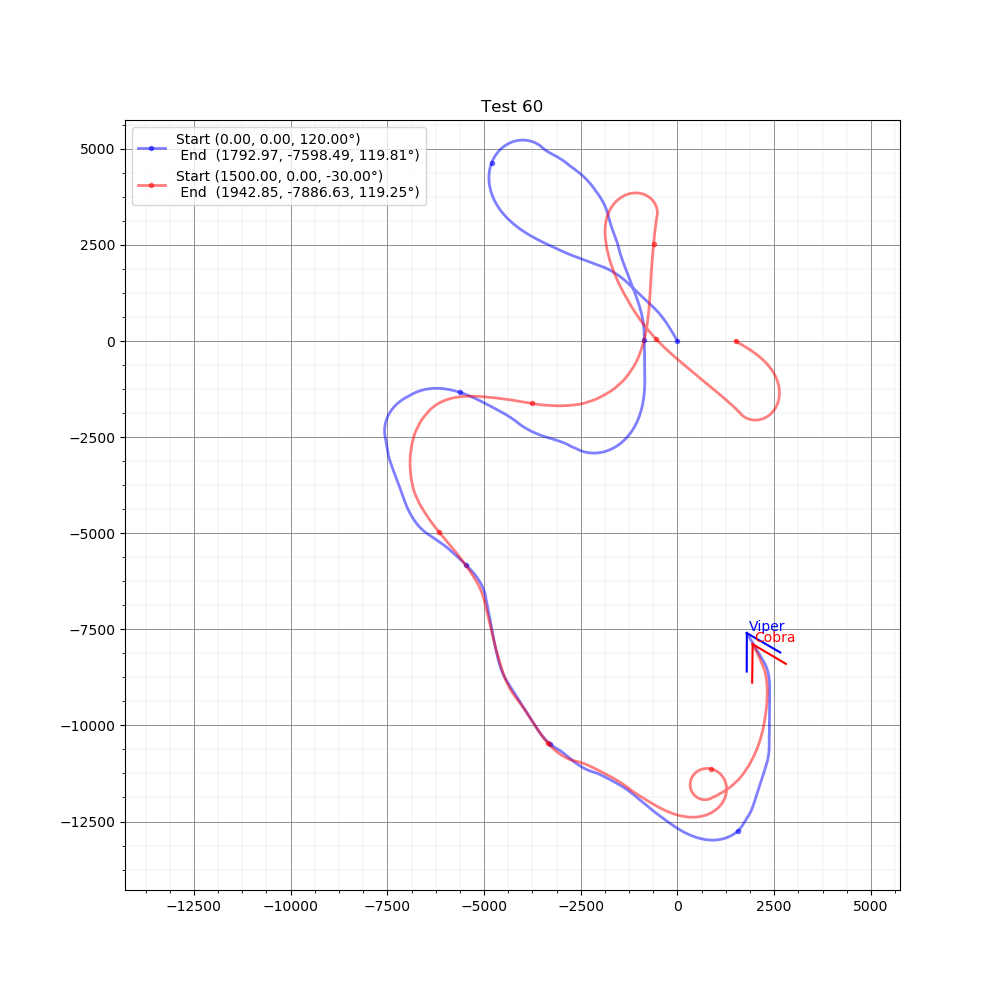 Test 60
Start (0.00, 0.00, 120.00°)
End (1792.97, -7598.49, 119.81°)
Start (1500.00, 0.00, -30.00°)
End (1942.85, -7886.63, 119.25°)
5000
2500
0
−2500
−5000
−7500
−10000
−12500
Viper
Cobra
−12500 −10000 −7500 −5000 −2500 0 2500 5000